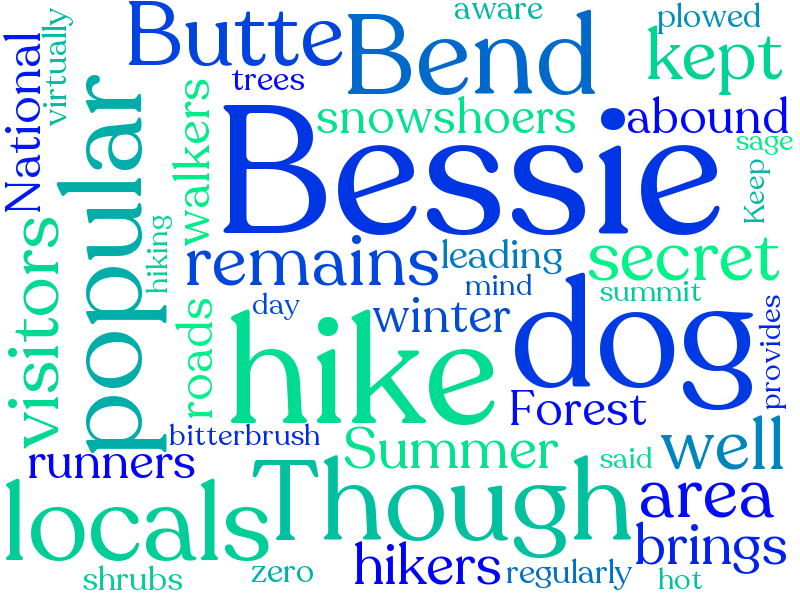 Butte
Bend
aware
plowed
kept
National
virtually
trees
popular
walkers
snowshoers
abound
Bessie
sage
Keep
visitors
hiking
remains
leading
secret
mind
summit
day
winter
roads
hike
dog
provides
Forest
bitterbrush
Summer
said
well
runners
locals
Though
area
brings
hikers
regularly
shrubs
zero
hot